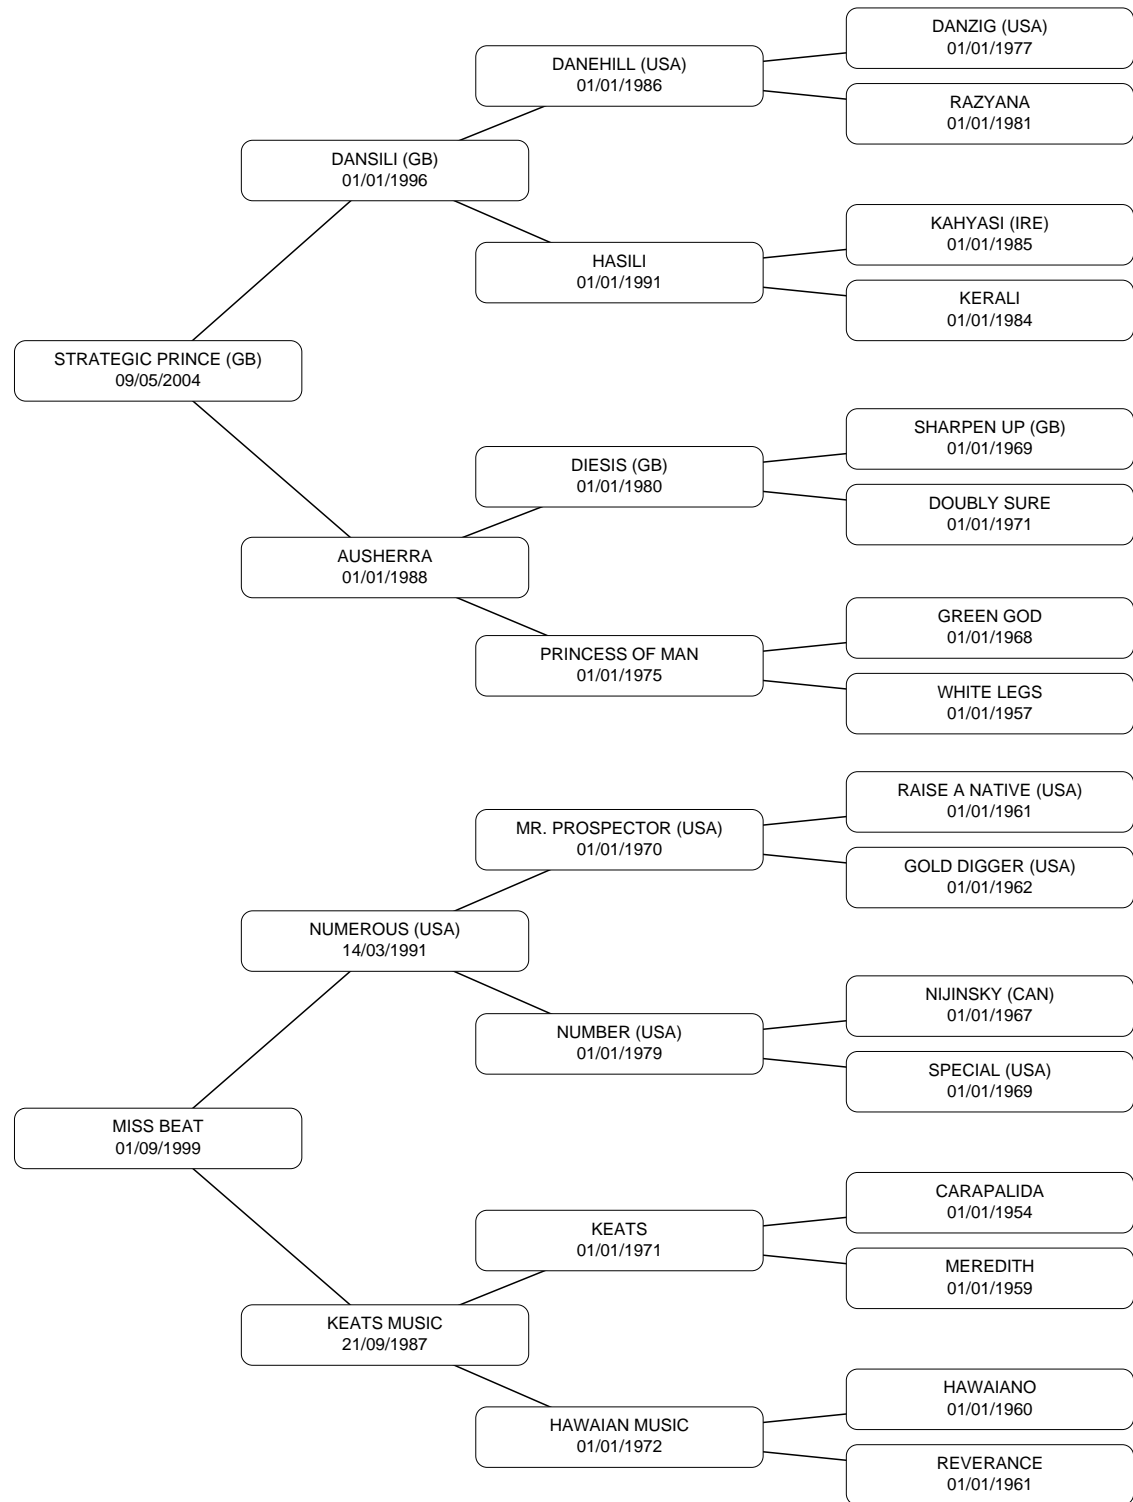 DANZIG (USA)
01/01/1977
DANEHILL (USA)
01/01/1986
RAZYANA
01/01/1981
DANSILI (GB)
01/01/1996
KAHYASI (IRE)
01/01/1985
HASILI
01/01/1991
KERALI
01/01/1984
STRATEGIC PRINCE (GB)
09/05/2004
SHARPEN UP (GB)
01/01/1969
DIESIS (GB)
01/01/1980
DOUBLY SURE
01/01/1971
AUSHERRA
01/01/1988
GREEN GOD
01/01/1968
PRINCESS OF MAN
01/01/1975
WHITE LEGS
01/01/1957
RAISE A NATIVE (USA)
01/01/1961
MR. PROSPECTOR (USA)
01/01/1970
GOLD DIGGER (USA)
01/01/1962
NUMEROUS (USA)
14/03/1991
NIJINSKY (CAN)
01/01/1967
NUMBER (USA)
01/01/1979
SPECIAL (USA)
01/01/1969
MISS BEAT
01/09/1999
CARAPALIDA
01/01/1954
KEATS
01/01/1971
MEREDITH
01/01/1959
KEATS MUSIC
21/09/1987
HAWAIANO
01/01/1960
HAWAIAN MUSIC
01/01/1972
REVERANCE
01/01/1961